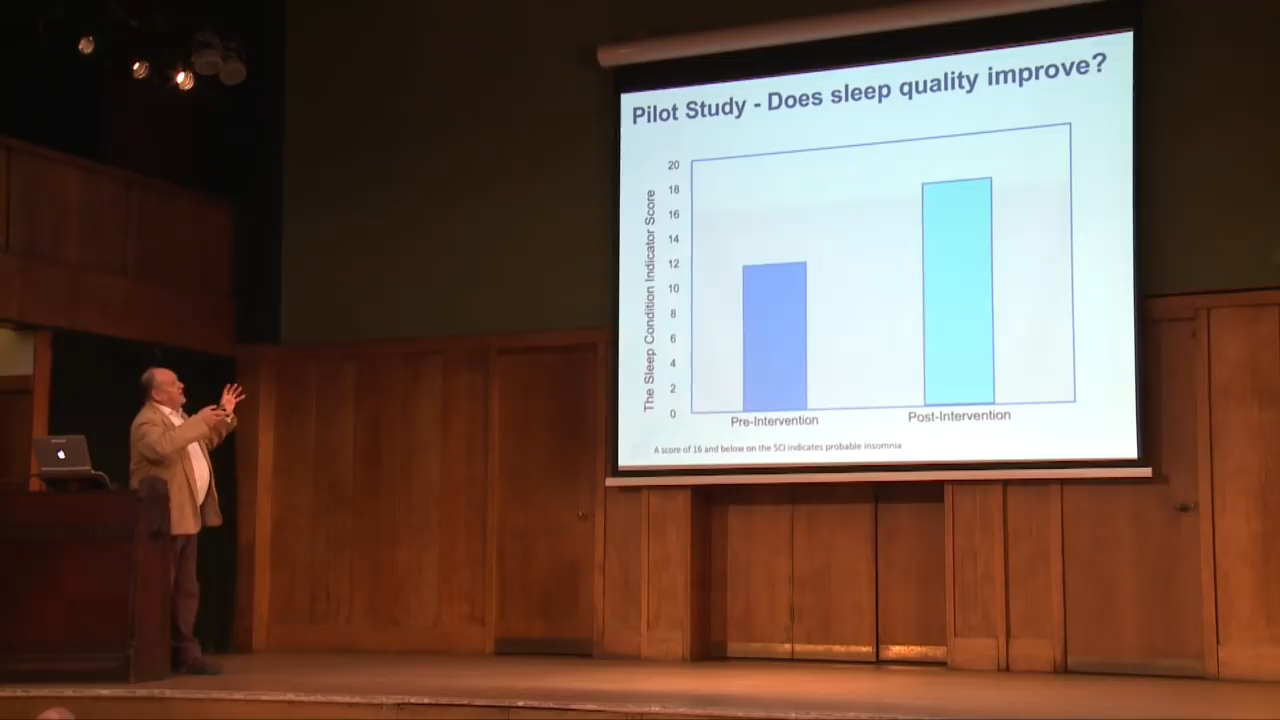 Pilot Study - Does sleep quality improve?
The Sleep Condition Indicator Score
20
18
16
14
12
10
8
6
4
2
0
Pre-Intervention
Post-Intervention
A score of 16 and below on the SCI indicates probable insomnia